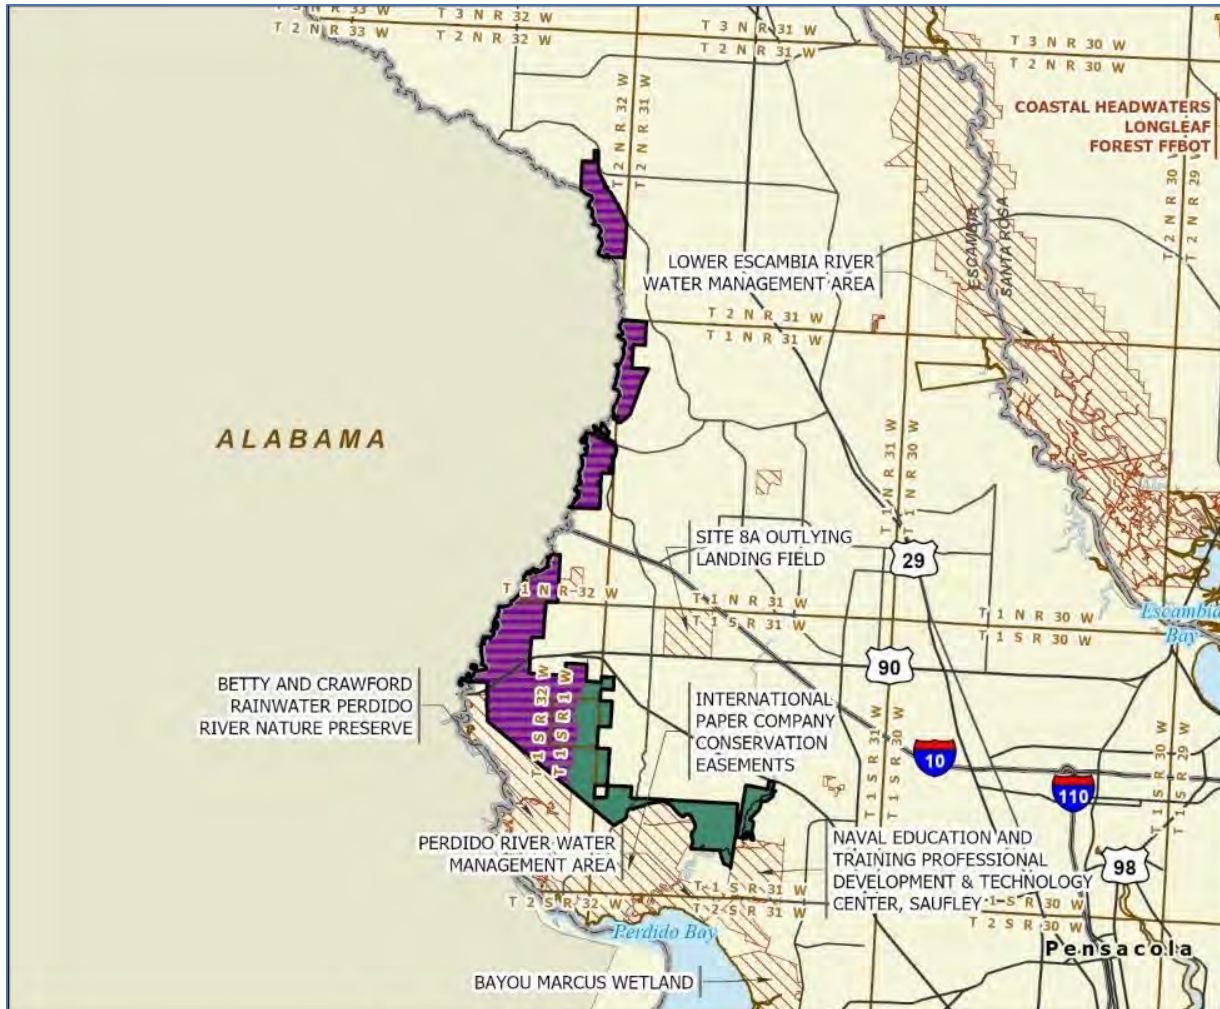 T 3 N R 33 W
T 2 N R 33 W
T 3 N R 32 W
T 2 N R 32 W
T 3 N R 31 W
T 2 N R 31 W
T 3 N R 30 W
T 2 N R 30 W
COASTAL HEADWATERS
LONGLEAF
FOREST FFBOT
T 2 N R 32 W
T 2 N R 31 W
T 2 N R 30 W
T 2 N R 29 W
ESCAMBIA
SANTA ROSA
LOWER ESCAMBIA RIVER
WATER MANAGEMENT AREA
T 2 N R 31 W
T 1 N R 31 W
ALABAMA
T 1 N R 31 W
T 1 N R 30 W
SITE 8A OUTLYING
LANDING FIELD
29
T 1 N R 32 W
T 1 N R 31 W
T 1 S R 31 W
T 1 N R 30 W
T 1 S R 30 W
Escambia
Bay
90
BETTY AND CRAWFORD
RAINWATER PERDIDO
RIVER NATURE PRESERVE
T 1 S R 32 W
T 1 S R 1 W
INTERNATIONAL
PAPER COMPANY
CONSERVATION
EASEMENTS
T 1 S R 31 W
T 1 S R 30 W
T 1 S R 30 W
T 1 S R 29 W
10
110
PERDIDO RIVER WATER
MANAGEMENT AREA
NAVAL EDUCATION AND
TRAINING PROFESSIONAL
DEVELOPMENT & TECHNOLOGY
CENTER, SAUFLEY
98
T 2 S R 32 W
T 1 S R 31 W
T 2 S R 31 W
1 S R 30 W
T 2 S R 30 W
Perdido Bay
Pensacola
BAYOU MARCUS WETLAND